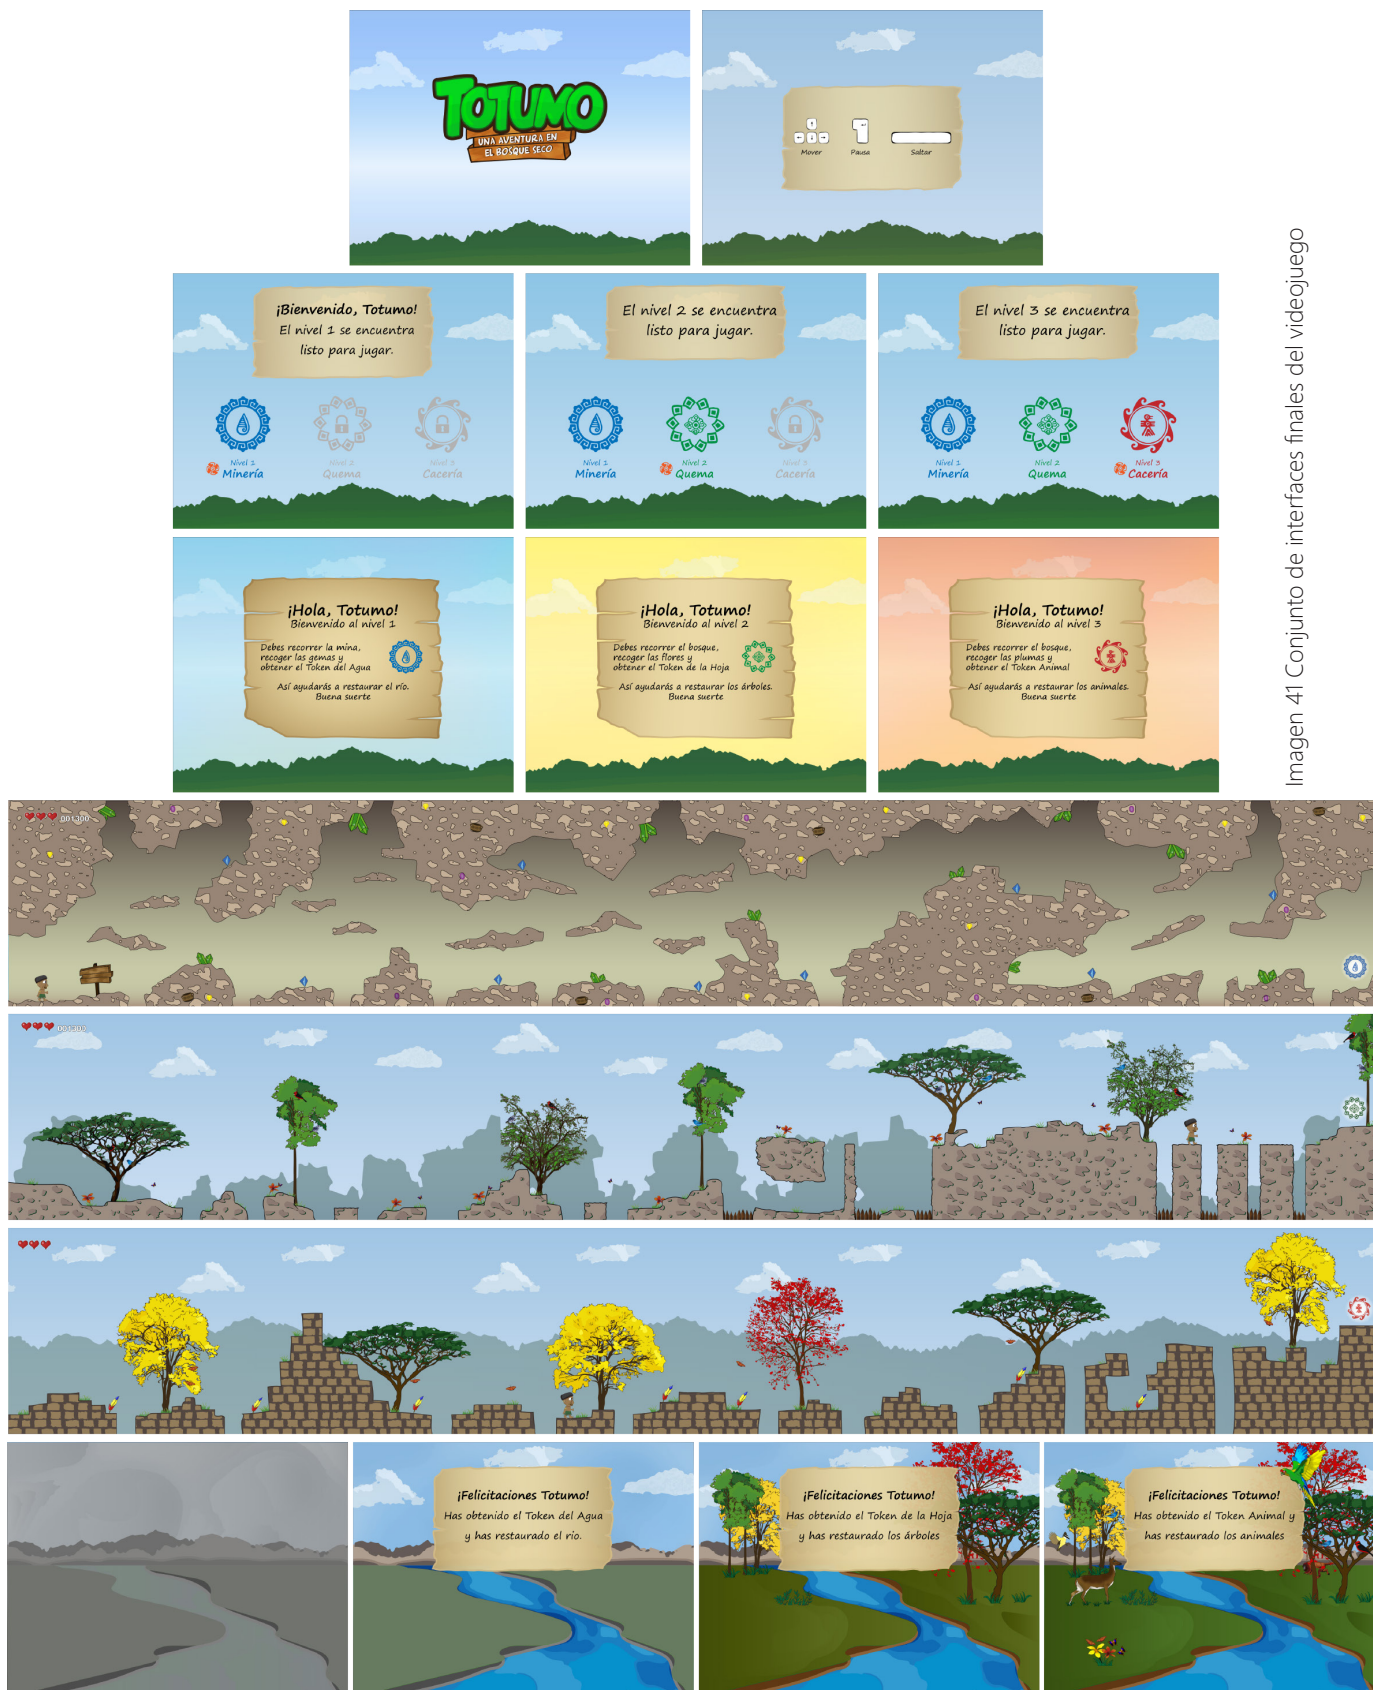 TOTUMO
UNA AVENTURA EN
EL BOSQUE SECO
Mover
Pausa
Saltar
¡Bienvenido, Totumo!
El nivel 1 se encuentra
listo para jugar.
Nivel 1
Minería
Nivel 2
Quema
Nivel 3
Cacería
El nivel 2 se encuentra
listo para jugar.
Nivel 1
Minería
Nivel 2
Quema
Nivel 3
Cacería
El nivel 3 se encuentra
listo para jugar.
Nivel 1
Minería
Nivel 2
Quema
Nivel 3
Cacería
¡Hola, Totumo!
Bienvenido al nivel 1
Debes recorrer la mina,
recoger las gemas y
obtener el Token del Agua
Así ayudarás a restaurar el río.
Buena suerte
¡Hola, Totumo!
Bienvenido al nivel 2
Debes recorrer el bosque,
recoger las flores y
obtener el Token de la Hoja
Así ayudarás a restaurar los árboles.
Buena suerte
¡Hola, Totumo!
Bienvenido al nivel 3
Debes recorrer el bosque,
recoger las plumas y
obtener el Token Animal
Así ayudarás a restaurar los animales.
Buena suerte
Imagen 41 Conjunto de interfaces finales del videojuego
001300
001300
¡Felicitaciones Totumo!
Has obtenido el Token del Agua
y has restaurado el río.
¡Felicitaciones Totumo!
Has obtenido el Token de la Hoja
y has restaurado los árboles
¡Felicitaciones Totumo!
Has obtenido el Token Animal y
has restaurado los animales